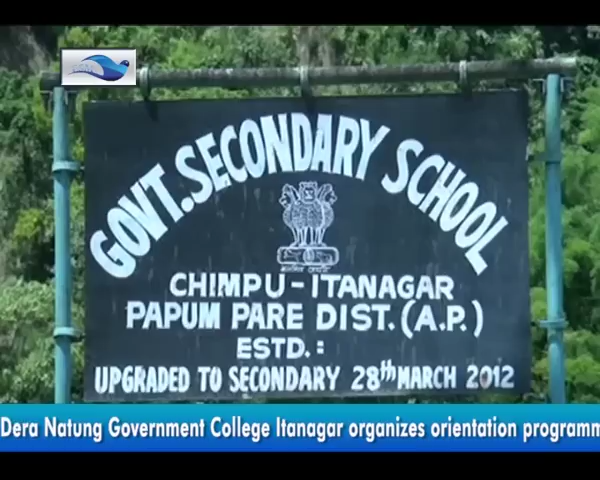 GOVT. SECONDARY SCHOOL
CHIMPU - ITANAGAR
PAPUM PARE DIST. (A.P.)
ESTD. :
UPGRADED TO SECONDARY 28th MARCH 2012
Dera Natung Government College Itanagar organizes orientation programm